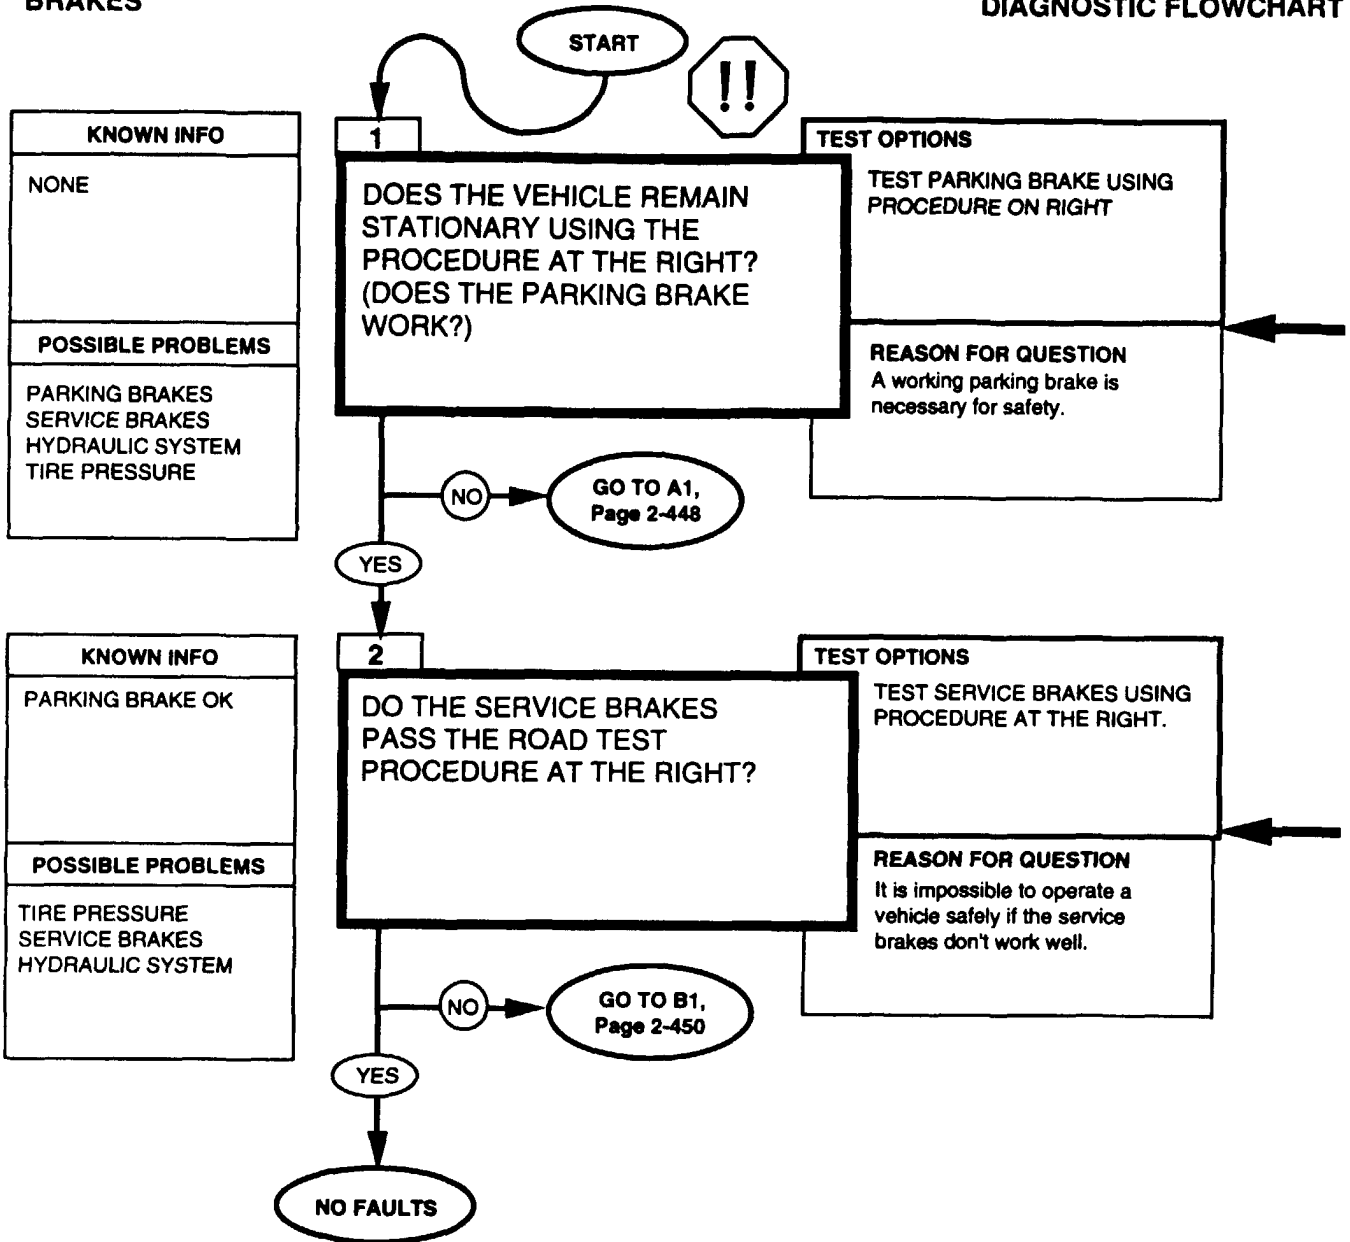 BRAKES
DIAGNOSTIC FLOWCHART
START
!!
KNOWN INFO
NONE
POSSIBLE PROBLEMS
PARKING BRAKES
SERVICE BRAKES
HYDRAULIC SYSTEM
TIRE PRESSURE
1
DOES THE VEHICLE REMAIN
STATIONARY USING THE
PROCEDURE AT THE RIGHT?
(DOES THE PARKING BRAKE
WORK?)
TEST OPTIONS
TEST PARKING BRAKE USING
PROCEDURE ON RIGHT
REASON FOR QUESTION
A working parking brake is
necessary for safety.
NO
GO TO A1,
Page 2-448
YES
KNOWN INFO
PARKING BRAKE OK
POSSIBLE PROBLEMS
TIRE PRESSURE
SERVICE BRAKES
HYDRAULIC SYSTEM
2
DO THE SERVICE BRAKES
PASS THE ROAD TEST
PROCEDURE AT THE RIGHT?
TEST OPTIONS
TEST SERVICE BRAKES USING
PROCEDURE AT THE RIGHT.
REASON FOR QUESTION
It is impossible to operate a
vehicle safely if the service
brakes don't work well.
NO
GO TO B1,
Page 2-450
YES
NO FAULTS